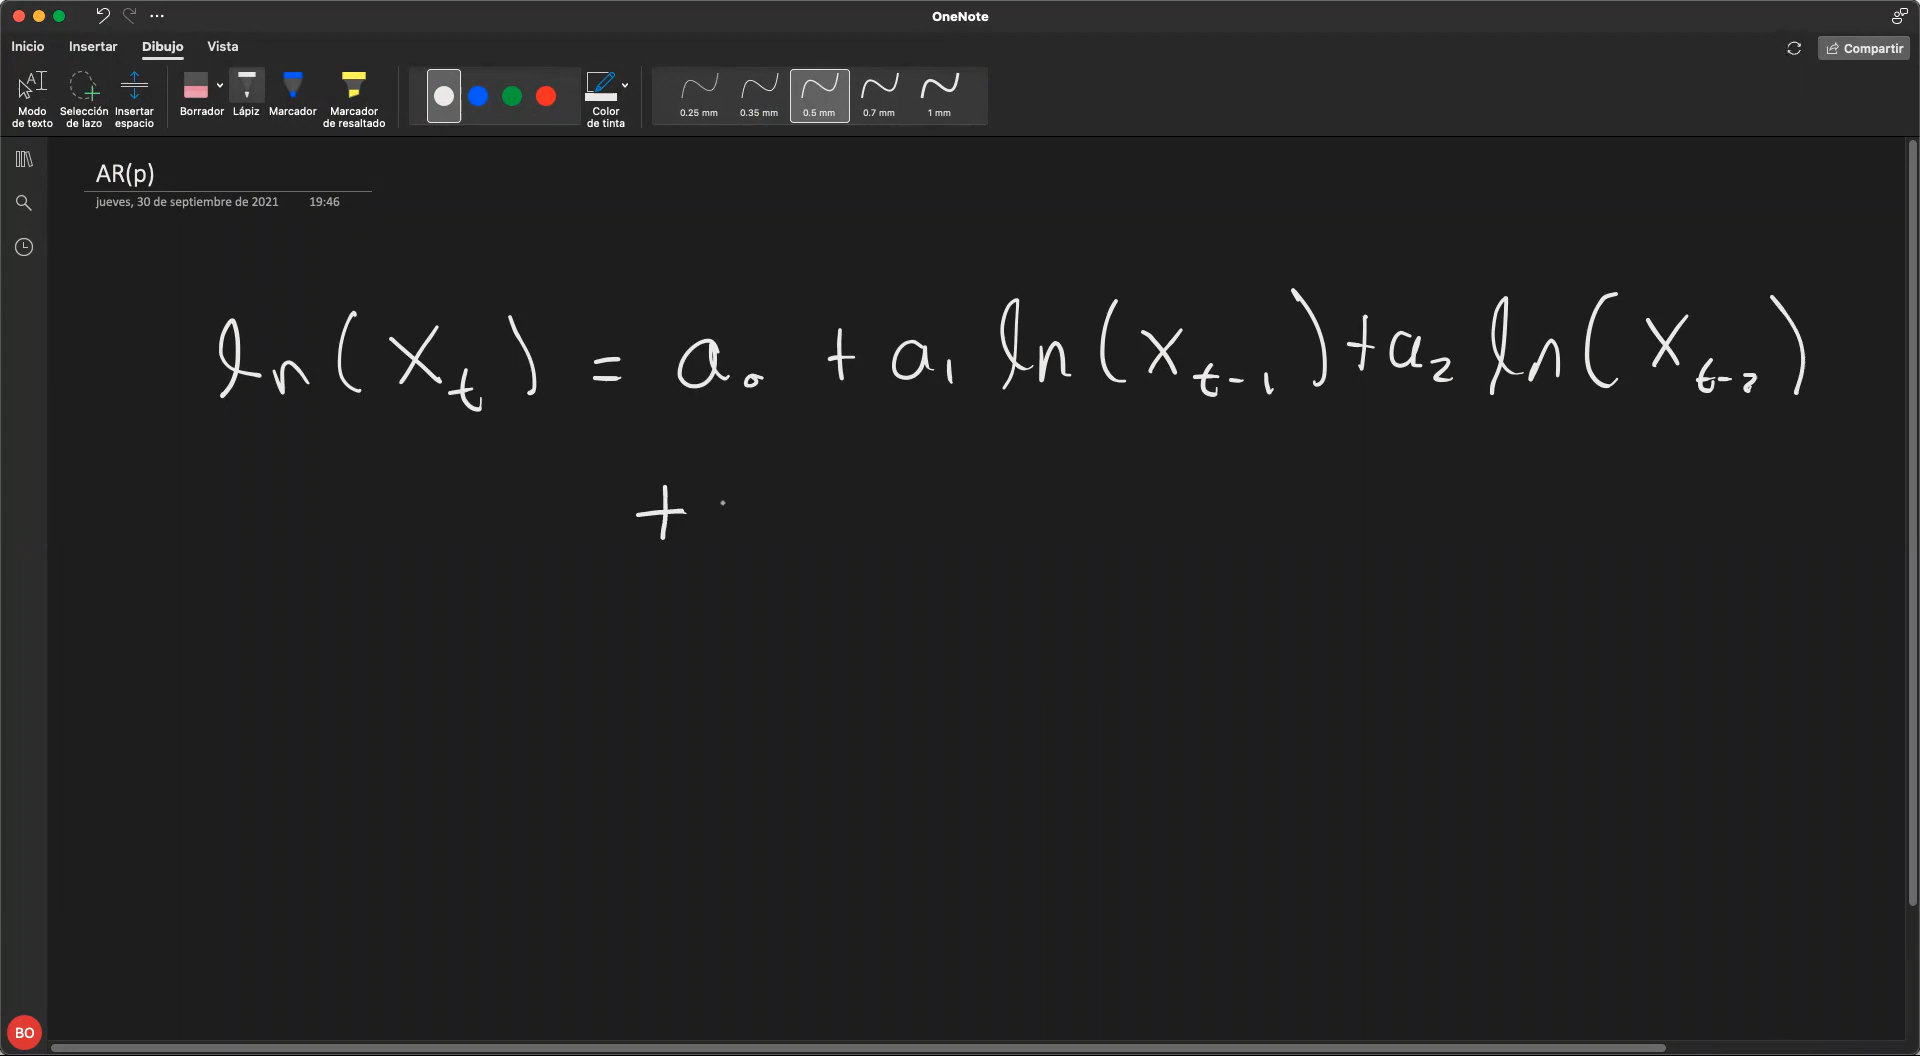 OneNote
Inicio Insertar Dibujo Vista
Compartir
Modo de texto Selección de lazo Insertar espacio Borrador Lápiz Marcador Marcador de resaltado Color de tinta 0.25 mm 0.35 mm 0.5 mm 0.7 mm 1 mm
AR(p)
jueves, 30 de septiembre de 2021 19:46
ln(X_t) = a_0 + a_1 ln(X_{t-1}) + a_2 ln(X_{t-2})
+
BO